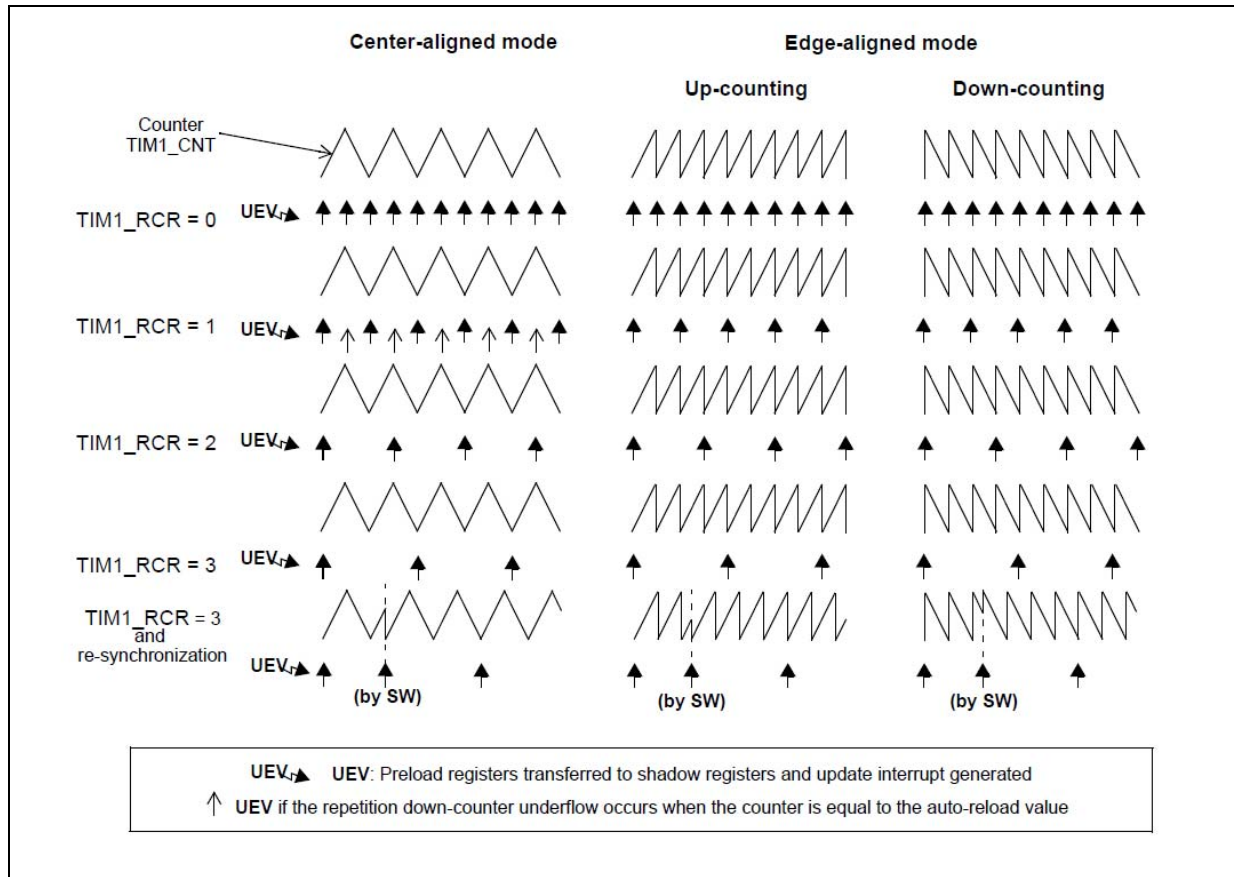 Center-aligned mode
Edge-aligned mode
Up-counting
Down-counting
Counter
TIM1_CNT
TIM1_RCR = 0
UEV
TIM1_RCR = 1
UEV
TIM1_RCR = 2
UEV
TIM1_RCR = 3
UEV
TIM1_RCR = 3
and
re-synchronization
UEV
(by SW)
(by SW)
(by SW)
UEV UEV: Preload registers transferred to shadow registers and update interrupt generated
UEV if the repetition down-counter underflow occurs when the counter is equal to the auto-reload value